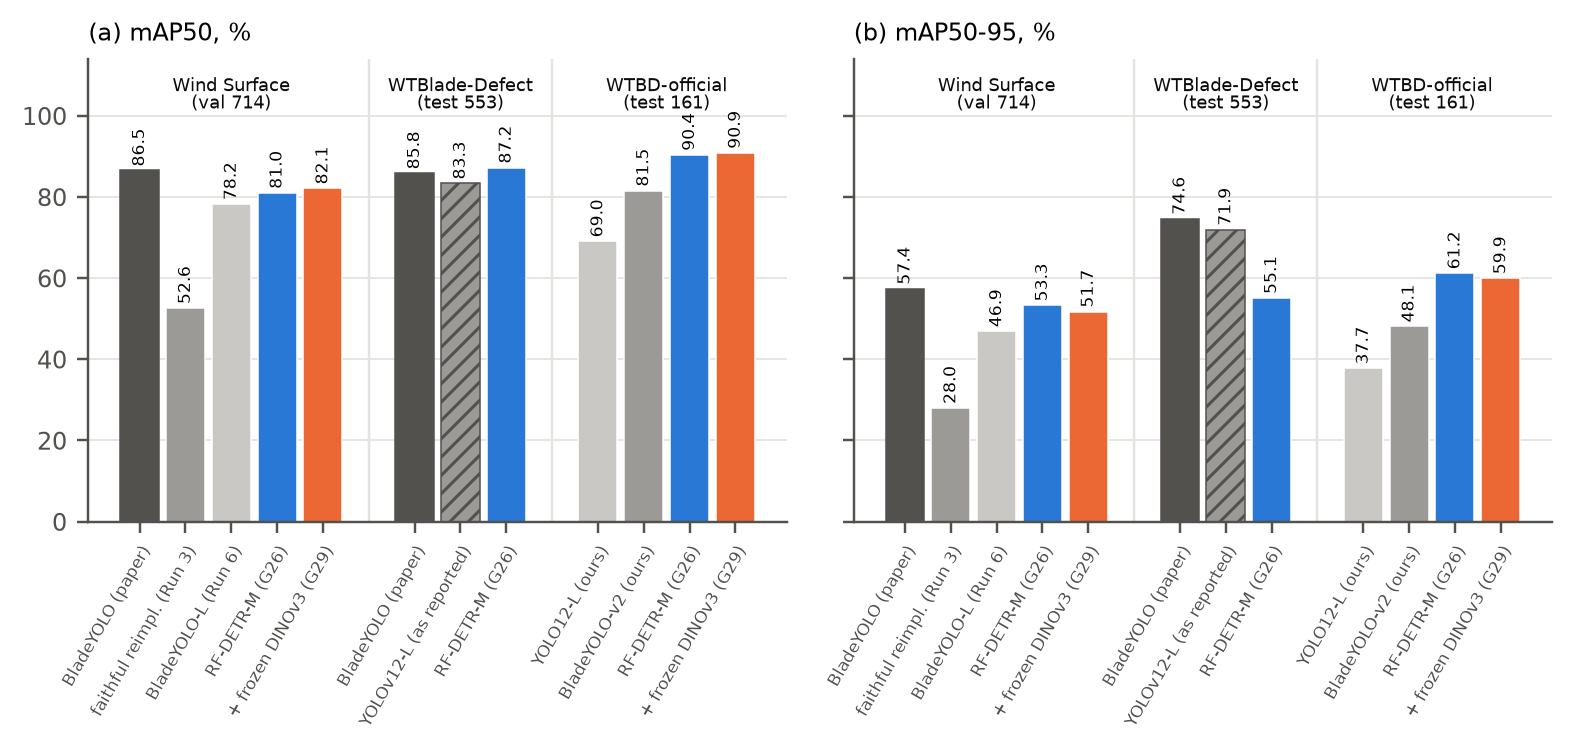 (a) mAP50, %
Wind Surface
(val 714)
WTBlade-Defect
(test 553)
WTBD-official
(test 161)
100
80
60
40
20
0
86.5
52.6
78.2
81.0
82.1
85.8
83.3
87.2
69.0
81.5
90.4
90.9
BladeYOLO (paper)
faithful reimpl. (Run 3)
BladeYOLO-L (Run 6)
RF-DETR-M (G26)
+ frozen DINOv3 (G29)
BladeYOLO (paper)
YOLOv12-L (as reported)
RF-DETR-M (G26)
YOLO12-L (ours)
BladeYOLO-v2 (ours)
RF-DETR-M (G26)
+ frozen DINOv3 (G29)
(b) mAP50-95, %
Wind Surface
(val 714)
WTBlade-Defect
(test 553)
WTBD-official
(test 161)
57.4
28.0
46.9
53.3
51.7
74.6
71.9
55.1
37.7
48.1
61.2
59.9
BladeYOLO (paper)
faithful reimpl. (Run 3)
BladeYOLO-L (Run 6)
RF-DETR-M (G26)
+ frozen DINOv3 (G29)
BladeYOLO (paper)
YOLOv12-L (as reported)
RF-DETR-M (G26)
YOLO12-L (ours)
BladeYOLO-v2 (ours)
RF-DETR-M (G26)
+ frozen DINOv3 (G29)